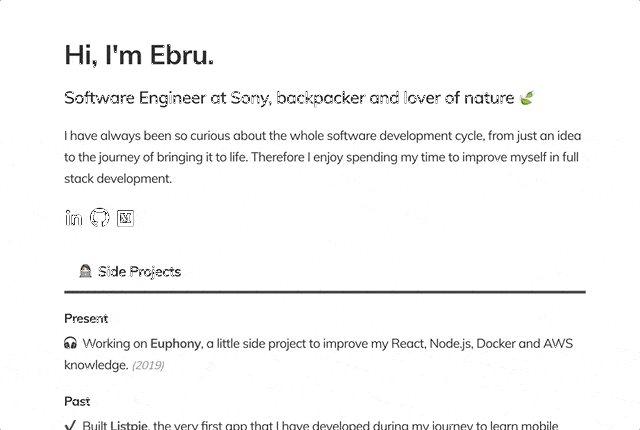 Hi, I'm Ebru.
Software Engineer at Sony, backpacker and lover of nature 🌱
I have always been so curious about the whole software development cycle, from just an idea
to the journey of bringing it to life. Therefore I enjoy spending my time to improve myself in full
stack development.
in M
👩🏻‍💻 Side Projects
Present
🎧 Working on Euphony, a little side project to improve my React, Node.js, Docker and AWS
knowledge. (2019)
Past
✓ Built Listpie, the very first app that I have developed during my journey to learn mobile